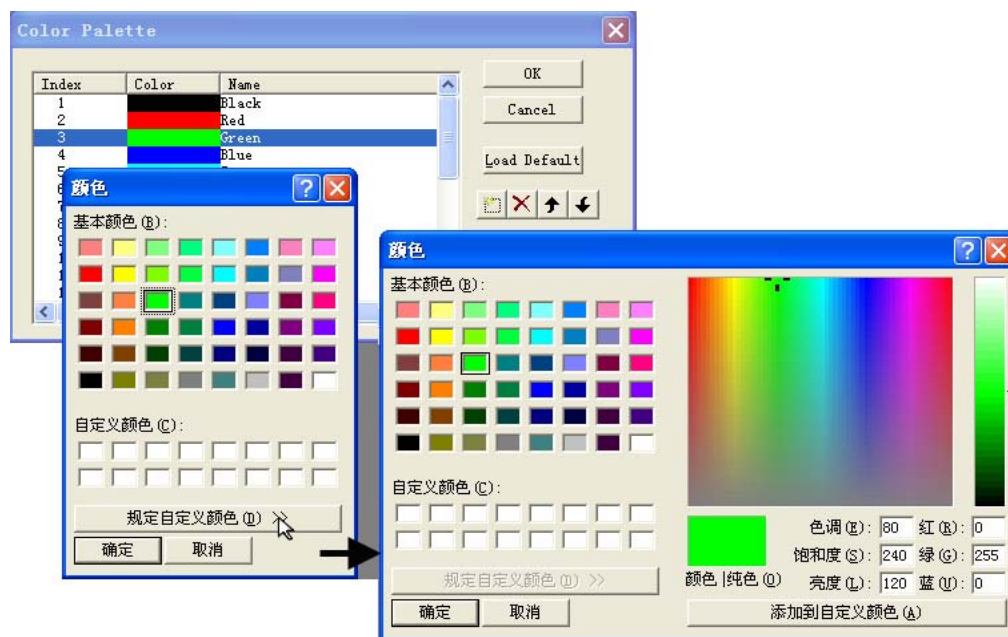 Color Palette
Index Color Name
1 Black
2 Red
3 Green
4 Blue
5
OK
Cancel
Load Default
颜色
基本颜色(B):
自定义颜色(C):
规定自定义颜色(D) >>
确定 取消
颜色
基本颜色(B):
自定义颜色(C):
规定自定义颜色(D) >>
确定 取消
颜色|纯色(O)
色调(E): 80 红(R): 0
饱和度(S): 240 绿(G): 255
亮度(L): 120 蓝(U): 0
添加到自定义颜色(A)